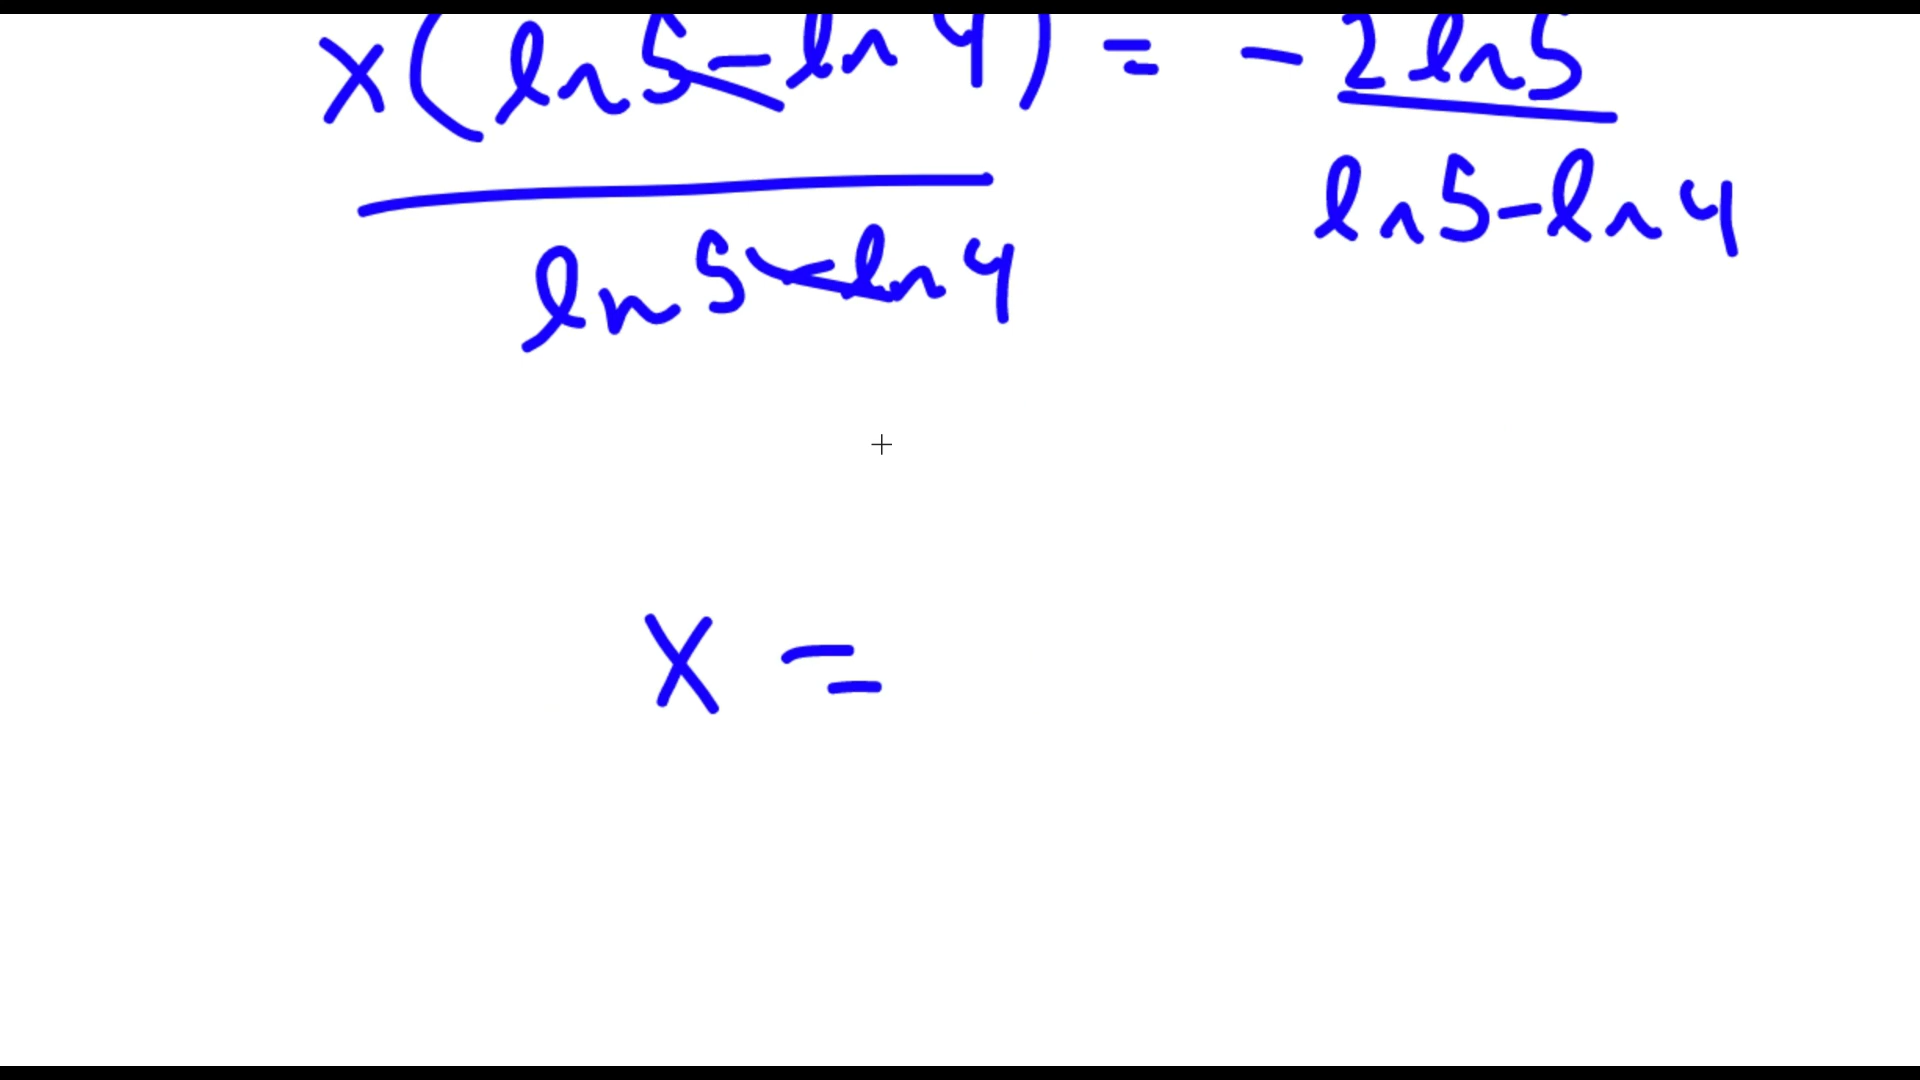 x(ln5-ln4) = -2ln5
ln5-ln4
ln5-ln4
x =